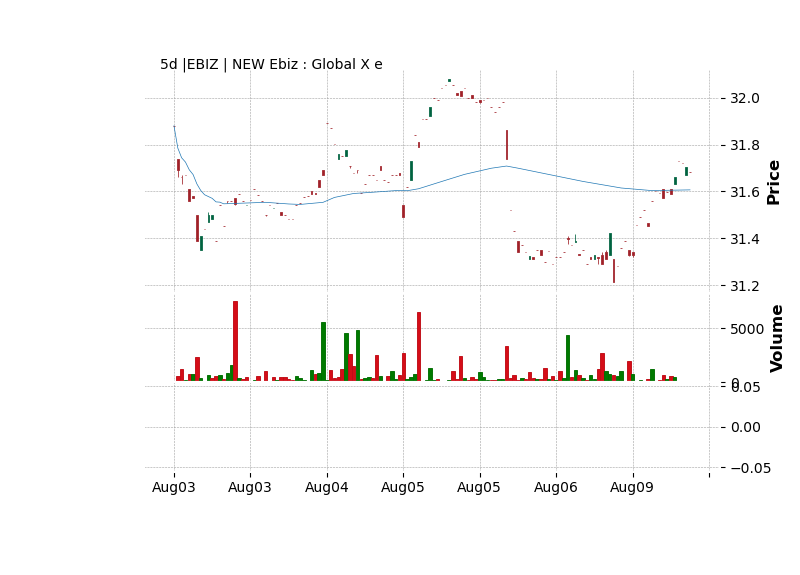 5d |EBIZ | NEW Ebiz : Global X e
32.0
31.8
31.6
31.4
31.2
Price
5000
0
Volume
0.05
0.00
−0.05
Aug03 Aug03 Aug04 Aug05 Aug05 Aug06 Aug09